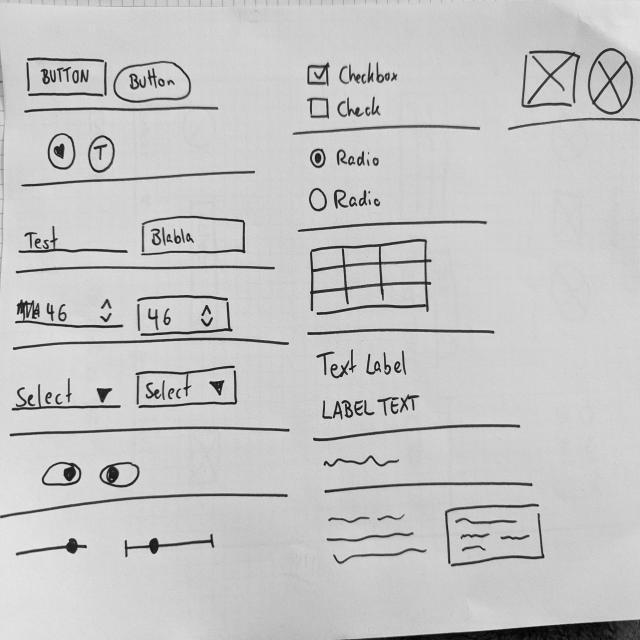 BUTTON
Button
T
Test
Blabla
46
46
Select
Select
Checkbox
Check
Radio
Radio
Text Label
LABEL TEXT